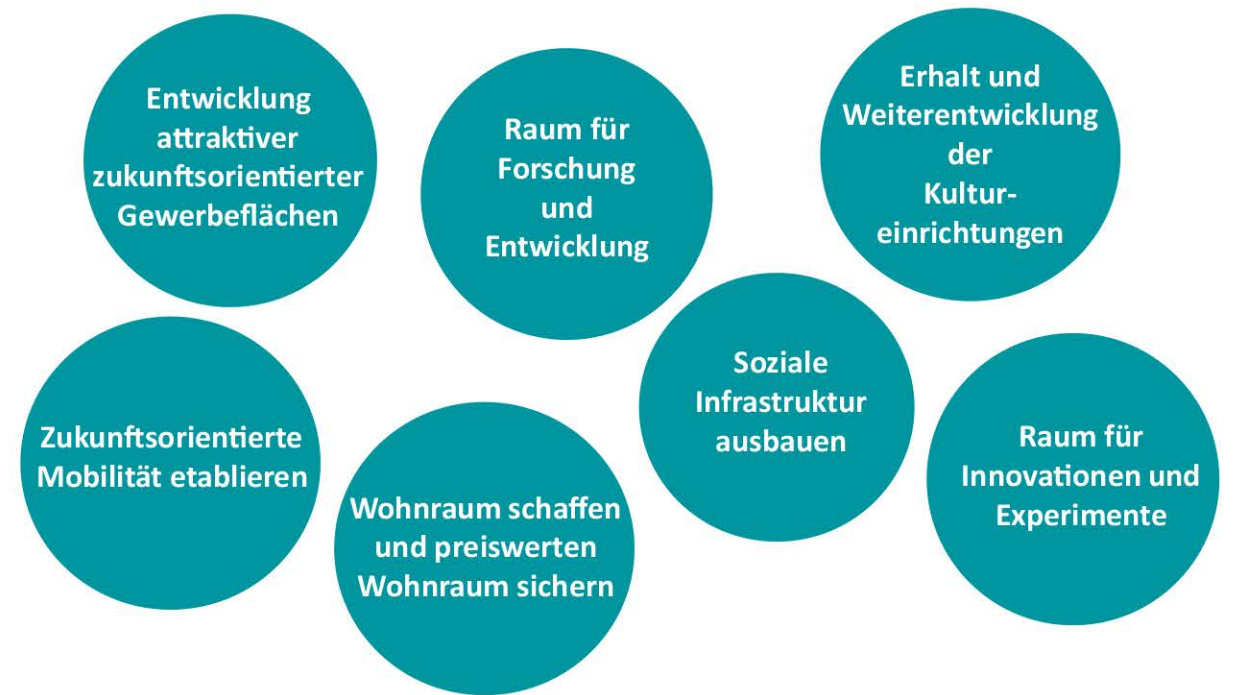 Entwicklung
attraktiver
zukunftsorientierter
Gewerbeflächen
Raum für
Forschung
und
Entwicklung
Erhalt und
Weiterentwicklung
der
Kultur-
einrichtungen
Zukunftsorientierte
Mobilität etablieren
Wohnraum schaffen
und preiswerten
Wohnraum sichern
Soziale
Infrastruktur
ausbauen
Raum für
Innovationen und
Experimente